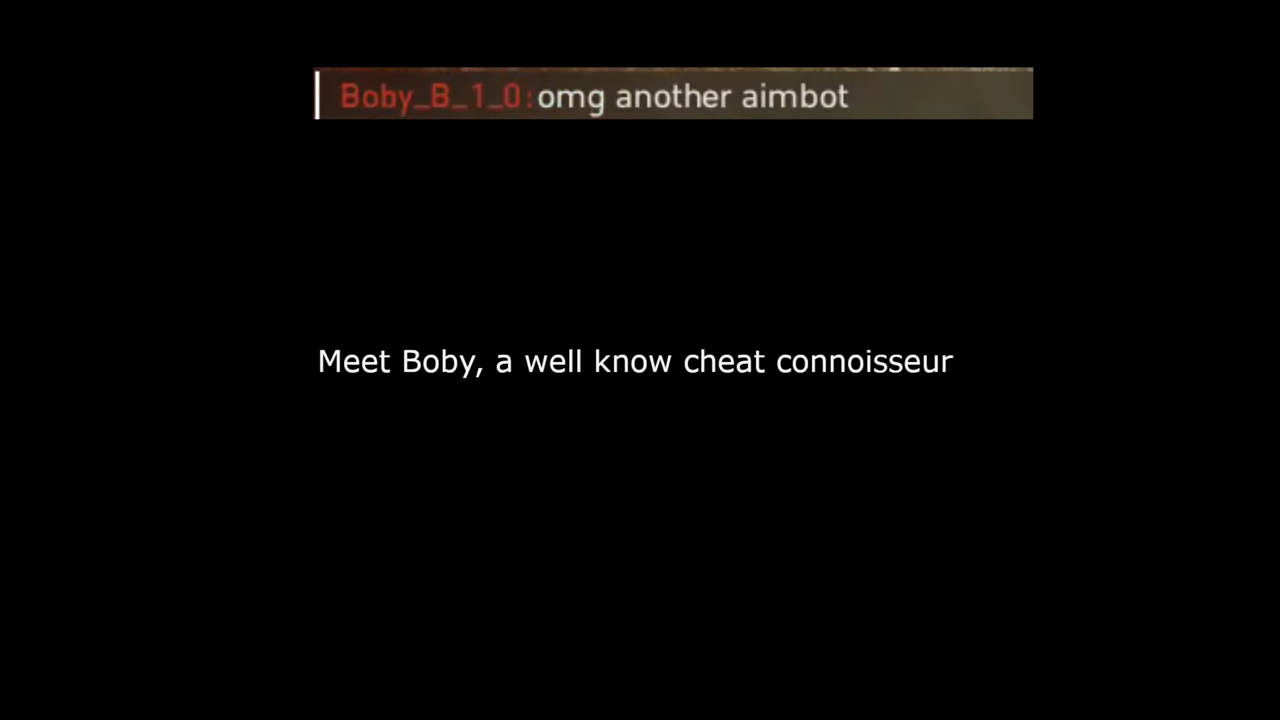 Boby_B_1_0:omg another aimbot
Meet Boby, a well know cheat connoisseur